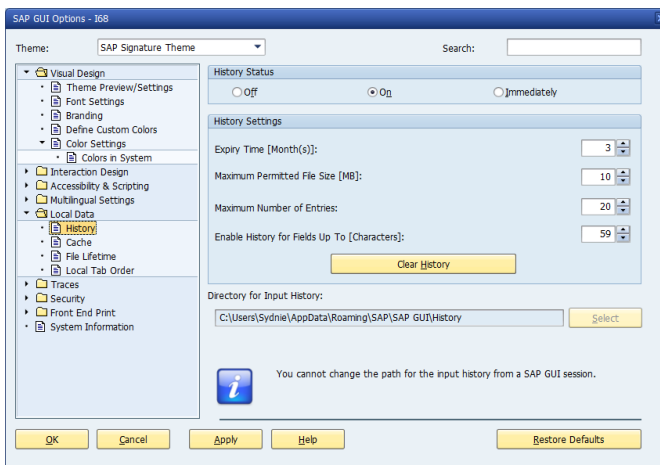 SAP GUI Options - I68
Theme:
SAP Signature Theme
Search:
Visual Design
Theme Preview/Settings
Font Settings
Branding
Define Custom Colors
Color Settings
Colors in System
Interaction Design
Accessibility & Scripting
Multilingual Settings
Local Data
History
Cache
File Lifetime
Local Tab Order
Traces
Security
Front End Print
System Information
History Status
Off
On
Immediately
History Settings
Expiry Time [Month(s)]:
3
Maximum Permitted File Size [MB]:
10
Maximum Number of Entries:
20
Enable History for Fields Up To [Characters]:
59
Clear History
Directory for Input History:
C:\Users\Sydnie\AppData\Roaming\SAP\SAP GUI\History
Select
You cannot change the path for the input history from a SAP GUI session.
OK
Cancel
Apply
Help
Restore Defaults